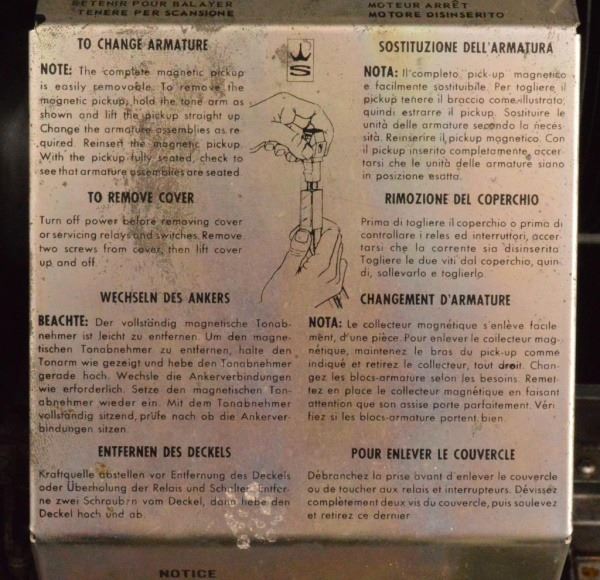 RETENIR POUR BALAYER
TENERE PER SCANSIONE
MOTEUR ARRÊT
MOTORE DISINSERITO
TO CHANGE ARMATURE
NOTE: The complete magnetic pickup
is easily removable. To remove the
magnetic pickup, hold the tone arm as
shown and lift the pickup straight up
Change the armature assemblies as re
quired. Reinsert the magnetic pickup.
With the pickup fully seated, check to
see that armature assemblies are seated
TO REMOVE COVER
Turn off power before removing cover
or servicing relays and switches. Remove
two screws from cover, then lift cover
up and off.
S
SOSTITUZIONE DELL'ARMATURA
NOTA: Il completo pick-up magnetico
e facilmente sostituibile. Per togliere il
pickup tenere il braccio come illustrato;
quindi estrarre il pickup. Sostituire le
unità delle armature secondo la neces-
sità. Reinserire il pickup magnetico. Con
il pickup inserito completamente, accer-
tarsi che le unità delle armature siano
in posizione esatta.
RIMOZIONE DEL COPERCHIO
Prima di togliere il coperchio o prima di
controllare i reles ed interruttori, accer-
tarsi che la corrente sia disinserita
Togliere le due viti dal coperchio, quin-
di, sollevarlo e toglierlo.
WECHSELN DES ANKERS
BEACHTE: Der vollständig magnetische Tonab-
nehmer ist leicht zu entfernen. Um den magne-
tischen Tonabnehmer zu entfernen, halte den
Tonarm wie gezeigt und hebe den Tonabnehmer
gerade hoch. Wechsle die Ankerverbindungen
wie erforderlich. Setze den magnetischen Ton-
abnehmer wieder ein. Mit dem Tonabnehmer
vollständig sitzend, prüfe nach ob die Ankerver-
bindungen sitzen.
ENTFERNEN DES DECKELS
Kraftquelle abstellen vor Entfernung des Deckels
oder Überholung der Relais und Schalter. Entfer-
ne zwei Schrauben vom Deckel, dann hebe den
Deckel hoch und ab.
CHANGEMENT D'ARMATURE
NOTA: Le collecteur magnétique s'enlève facile
ment, d'une pièce. Pour enlever le collecteur mag-
nétique, maintenez le bras du pick-up comme
indiqué et retirez le collecteur, tout droit. Chan-
gez les blocs-armature selon les besoins. Remet-
tez en place le collecteur magnétique en faisant
attention que son assise porte parfaitement. Véri
fiez si les blocs-armature portent bien.
POUR ENLEVER LE COUVERCLE
Débranchez la prise avant d'enlever le couvercle
ou de toucher aux relais et interrupteurs. Dévissez
complètement deux vis du couvercle, puis soulevez
et retirez ce dernier
NOTICE